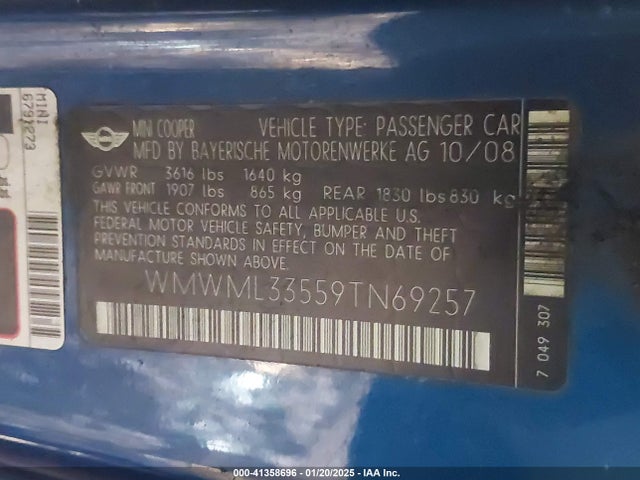 MINI
6791223
MINI COOPER VEHICLE TYPE: PASSENGER CAR
MFD BY BAYERISCHE MOTORENWERKE AG 10/08
GVWR 3616 lbs 1640 kg
GAWR FRONT 1907 lbs 865 kg REAR 1830 lbs 830 kg
THIS VEHICLE CONFORMS TO ALL APPLICABLE U.S.
FEDERAL MOTOR VEHICLE SAFETY, BUMPER AND THEFT
PREVENTION STANDARDS IN EFFECT ON THE DATE OF
MANUFACTURE SHOWN ABOVE:
WMWML33559TN69257
7 049 307
000-41358696 - 01/20/2025 - IAA Inc.